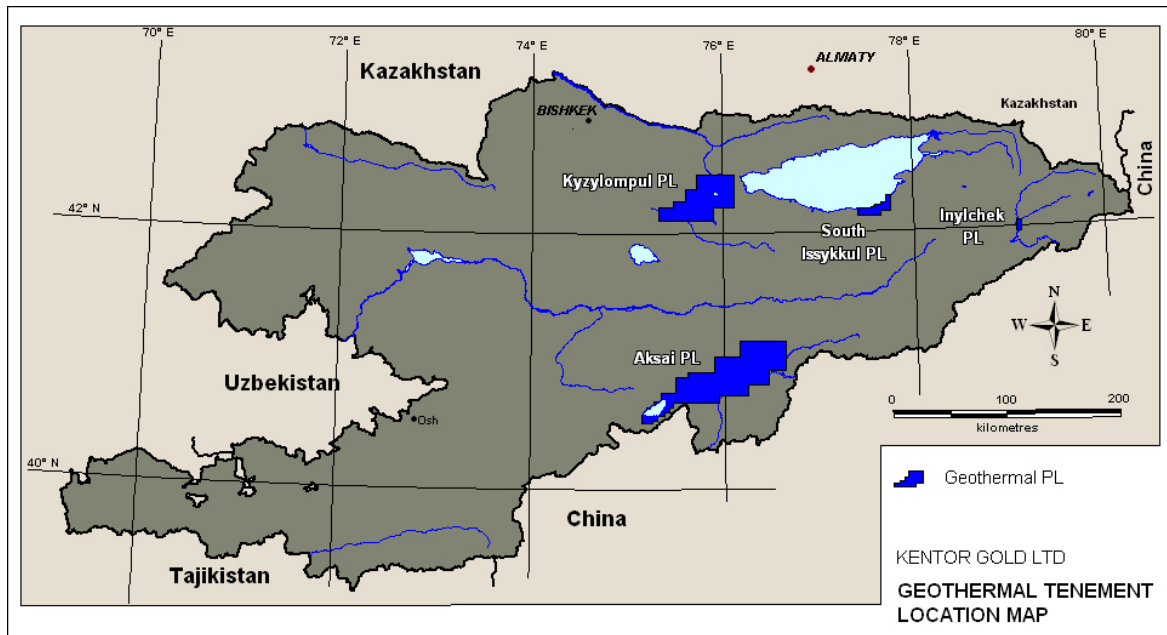 70° E
72° E
74° E
76° E
78° E
80° E
Kazakhstan
ALMATY
BISHKEK
Kazakhstan
China
Kyzylompul PL
42° N
South
Issykkul PL
Inylchek
PL
N
W
E
S
Aksai PL
Uzbekistan
Osh
0
100
200
kilometres
40° N
China
Tajikistan
Geothermal PL
KENTOR GOLD LTD
GEOTHERMAL TENEMENT
LOCATION MAP